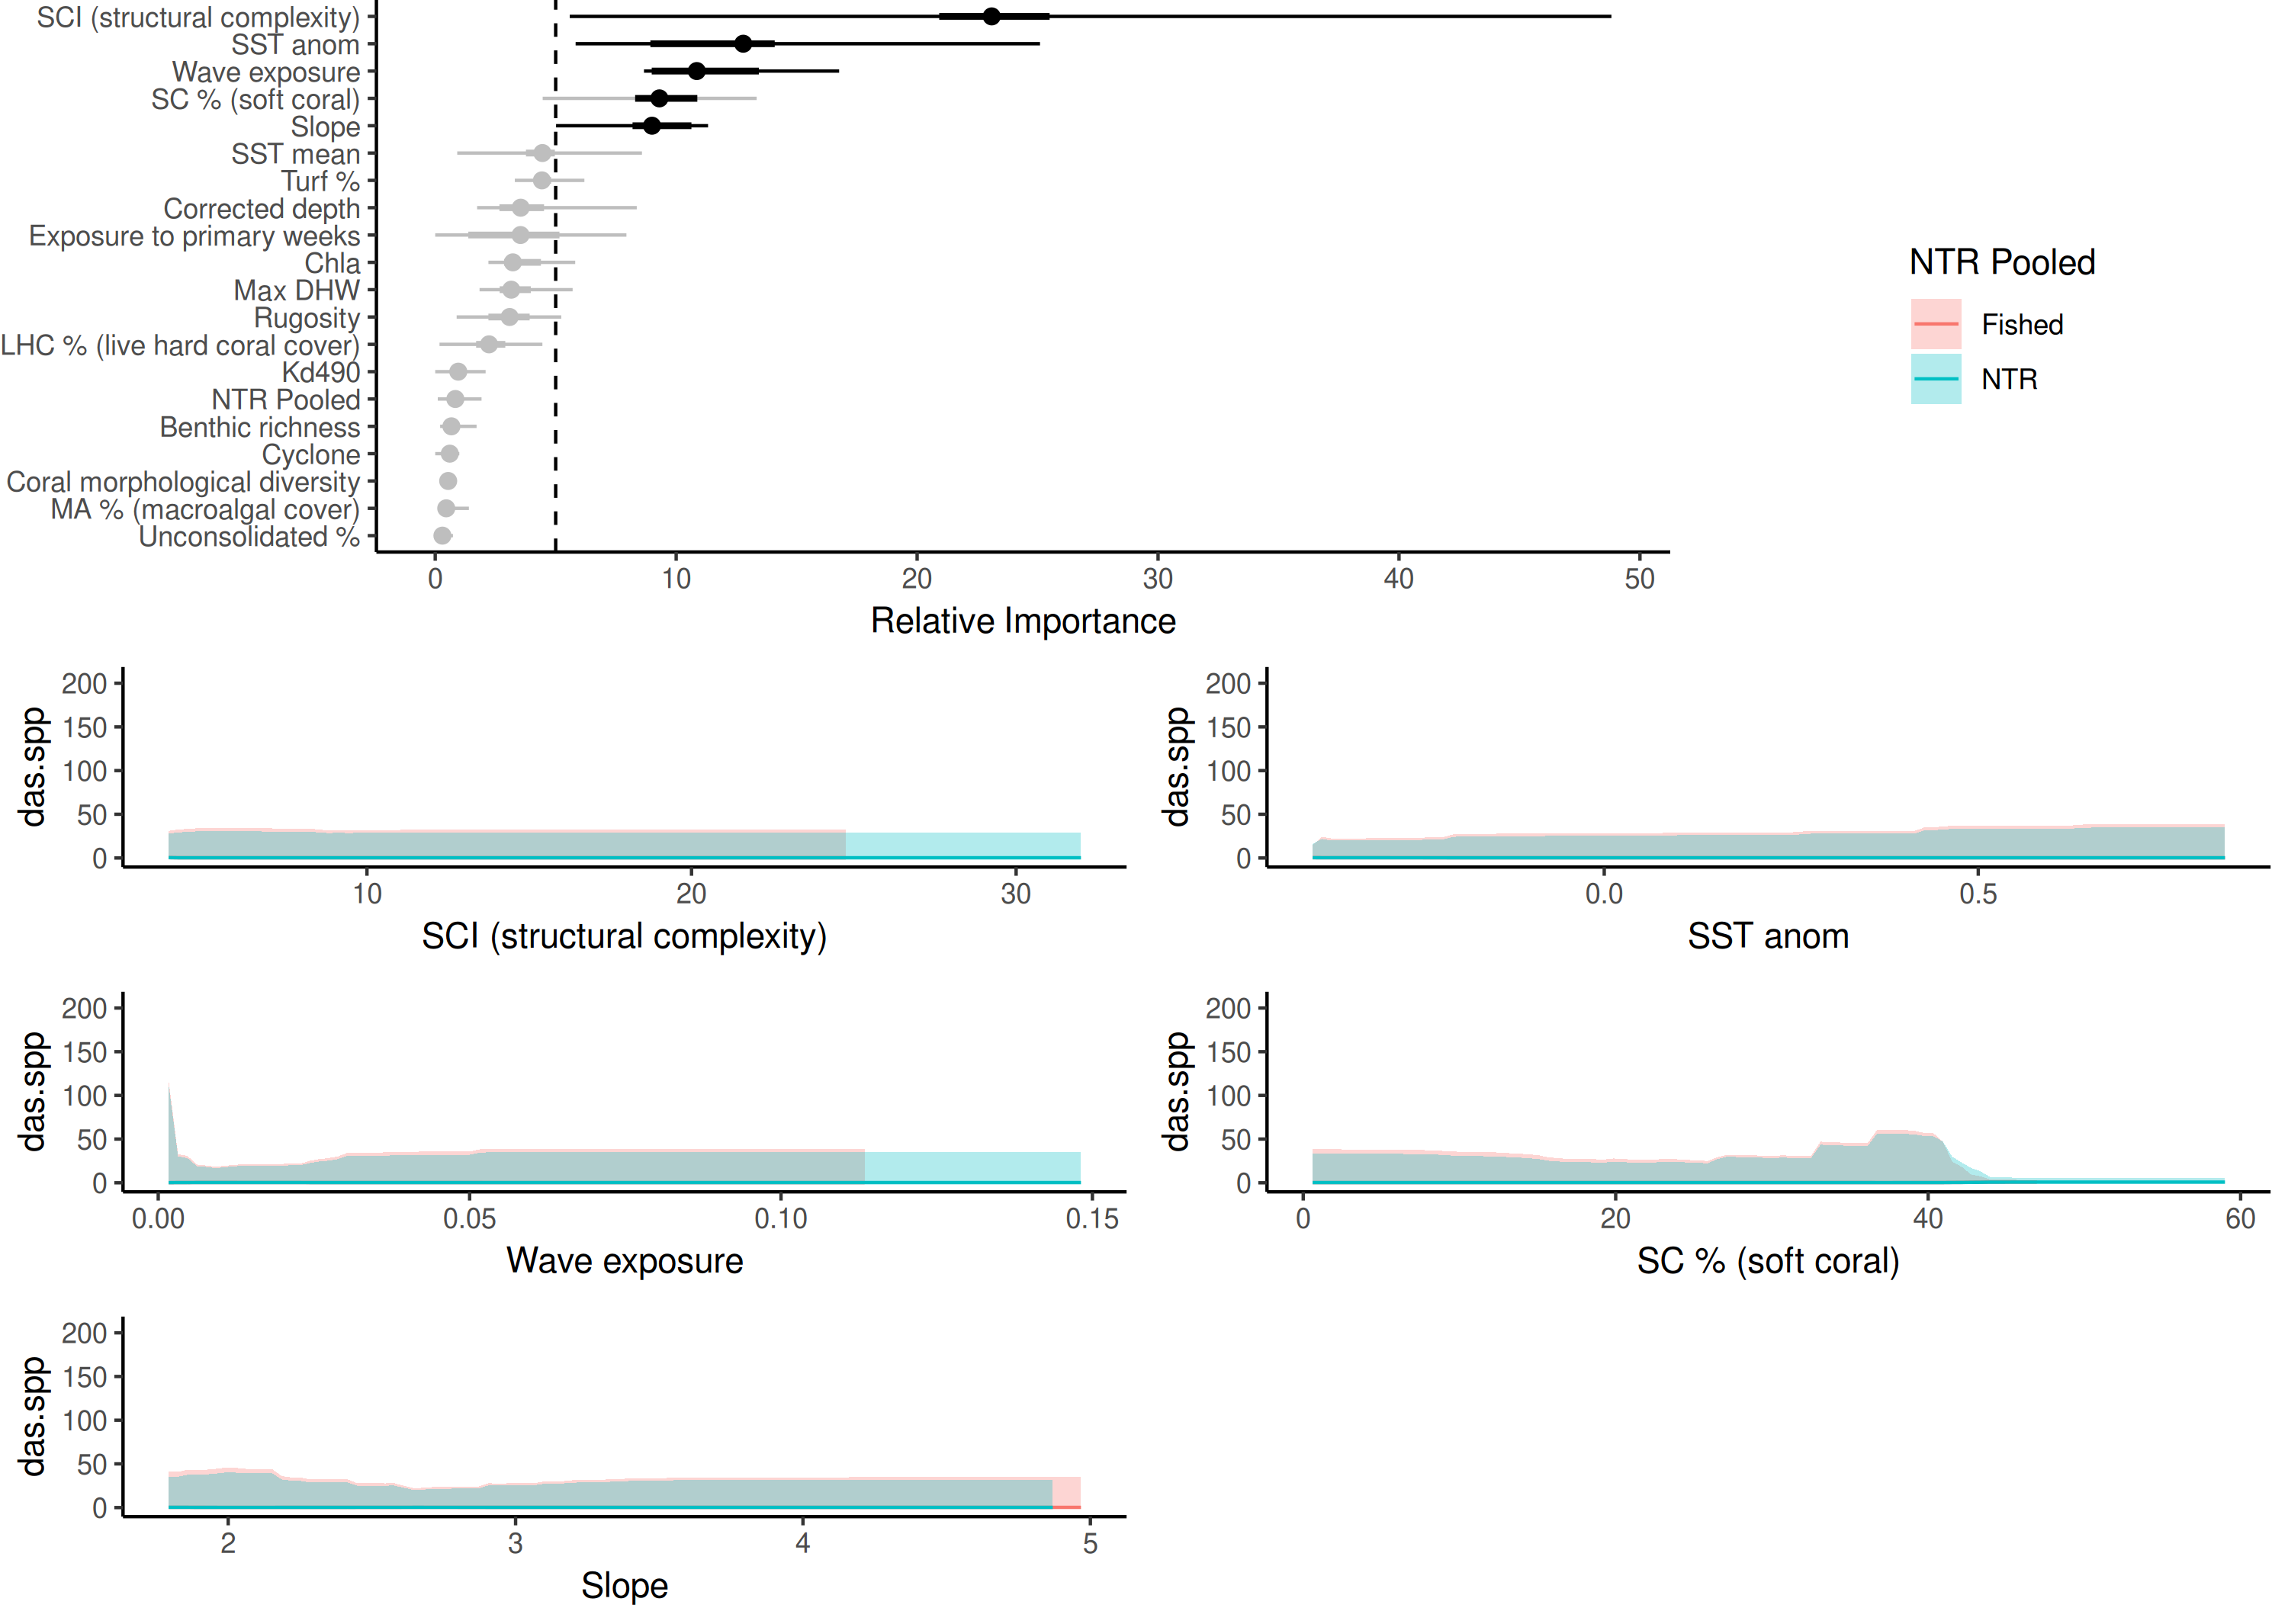 SCI (structural complexity)
SST anom
Wave exposure
SC % (soft coral)
Slope
SST mean
Turf %
Corrected depth
Exposure to primary weeks
Chla
Max DHW
Rugosity
LHC % (live hard coral cover)
Kd490
NTR Pooled
Benthic richness
Cyclone
Coral morphological diversity
MA % (macroalgal cover)
Unconsolidated %
0 10 20 30 40 50
Relative Importance
NTR Pooled
Fished
NTR
200
150
100
50
0
das.spp
10 20 30
SCI (structural complexity)
200
150
100
50
0
das.spp
0.0 0.5
SST anom
200
150
100
50
0
das.spp
0.00 0.05 0.10 0.15
Wave exposure
200
150
100
50
0
das.spp
0 20 40 60
SC % (soft coral)
200
150
100
50
0
das.spp
2 3 4 5
Slope